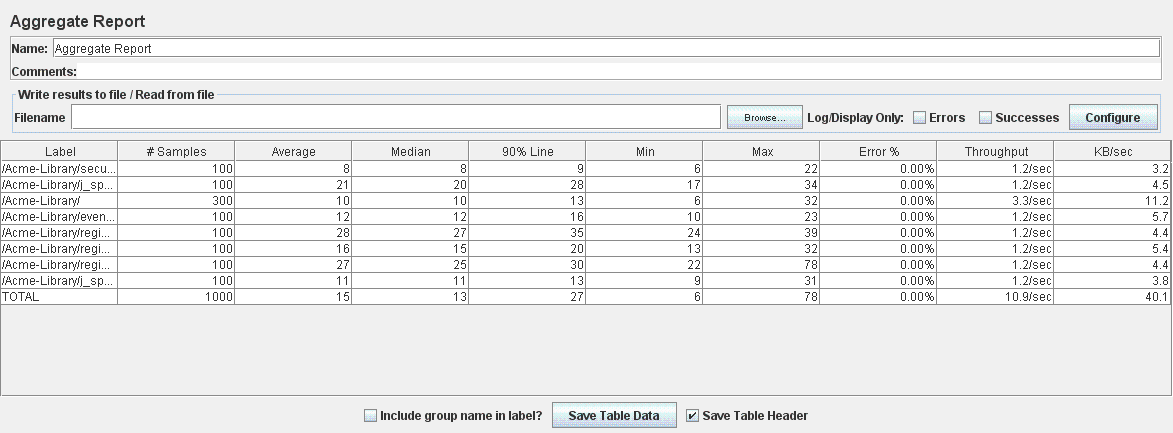 Aggregate Report
Name: Aggregate Report
Comments:
Write results to file / Read from file
Filename Browse... Log/Display Only: Errors Successes Configure
Label # Samples Average Median 90% Line Min Max Error % Throughput KB/sec
/Acme-Library/secu... 100 8 8 9 6 22 0.00% 1.2/sec 3.2
/Acme-Library/j_sp... 100 21 20 28 17 34 0.00% 1.2/sec 4.5
/Acme-Library/ 300 10 10 13 6 32 0.00% 3.3/sec 11.2
/Acme-Library/even... 100 12 12 16 10 23 0.00% 1.2/sec 5.7
/Acme-Library/regi... 100 28 27 35 24 39 0.00% 1.2/sec 4.4
/Acme-Library/regi... 100 16 15 20 13 32 0.00% 1.2/sec 5.4
/Acme-Library/regi... 100 27 25 30 22 78 0.00% 1.2/sec 4.4
/Acme-Library/j_sp... 100 11 11 13 9 31 0.00% 1.2/sec 3.8
TOTAL 1000 15 13 27 6 78 0.00% 10.9/sec 40.1
Include group name in label? Save Table Data Save Table Header